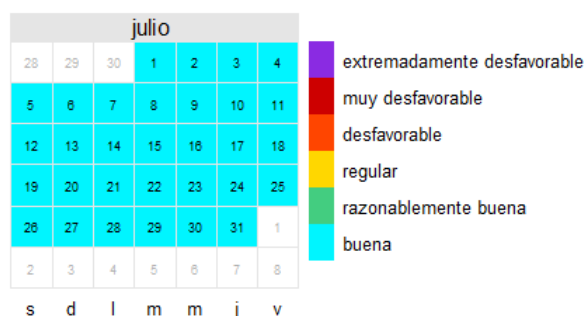 julio
28 29 30 1 2 3 4
5 6 7 8 9 10 11
12 13 14 15 16 17 18
19 20 21 22 23 24 25
26 27 28 29 30 31 1
2 3 4 5 6 7 8
s d l m m j v
extremadamente desfavorable
muy desfavorable
desfavorable
regular
razonablemente buena
buena